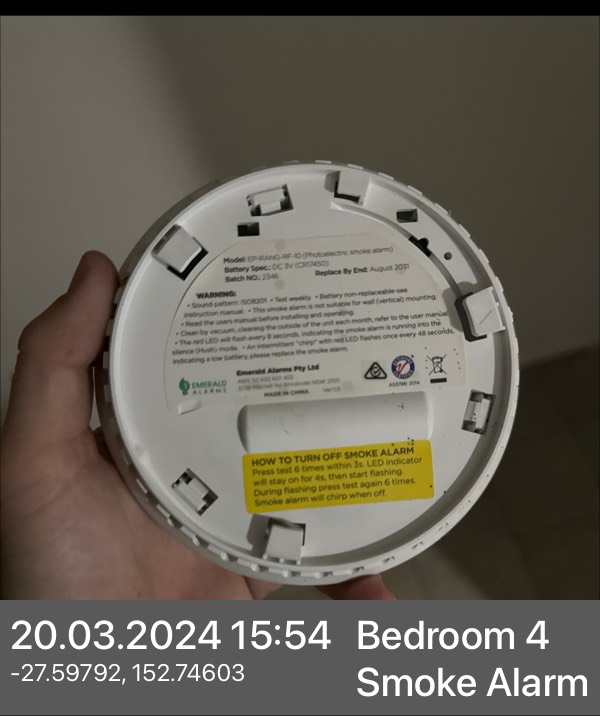 Model: EP-RANG-RF-10 (Photoelectric smoke alarm)
Battery Spec.: DC 3V (CR17450)
Batch NO.: 2346 Replace By End: August 2031
WARNING:
• Sound pattern: ISO8201 • Test weekly. • Battery non-replaceable-see
instruction manual. • This smoke alarm is not suitable for wall (vertical) mounting.
• Read the users manual before installing and operating.
• Clean by vacuum, cleaning the outside of the unit each month, refer to the user manual
• The red LED will flash every 8 seconds, indicating the smoke alarm is running into the
silence (Hush) mode. • An intermittent "chirp" with red LED flashes once every 48 seconds,
indicating a low battery, please replace the smoke alarm.
Emerald Alarms Pty Ltd
MADE IN CHINA
EMERALD
ALARMS
AS3786: 2014
HOW TO TURN OFF SMOKE ALARM
Press test 6 times within 3s. LED indicator
will stay on for 4s, then start flashing.
During flashing press test again 6 times.
Smoke alarm will chirp when off.
20.03.2024 15:54
-27.59792, 152.74603
Bedroom 4
Smoke Alarm